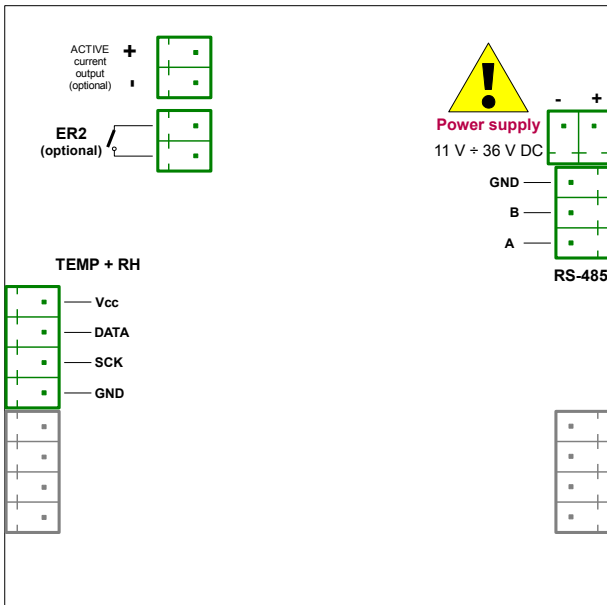 ACTIVE
current
output
(optional)
+
-
ER2
(optional)
!
- +
Power supply
11 V ÷ 36 V DC
GND
B
A
RS-485
TEMP + RH
Vcc
DATA
SCK
GND